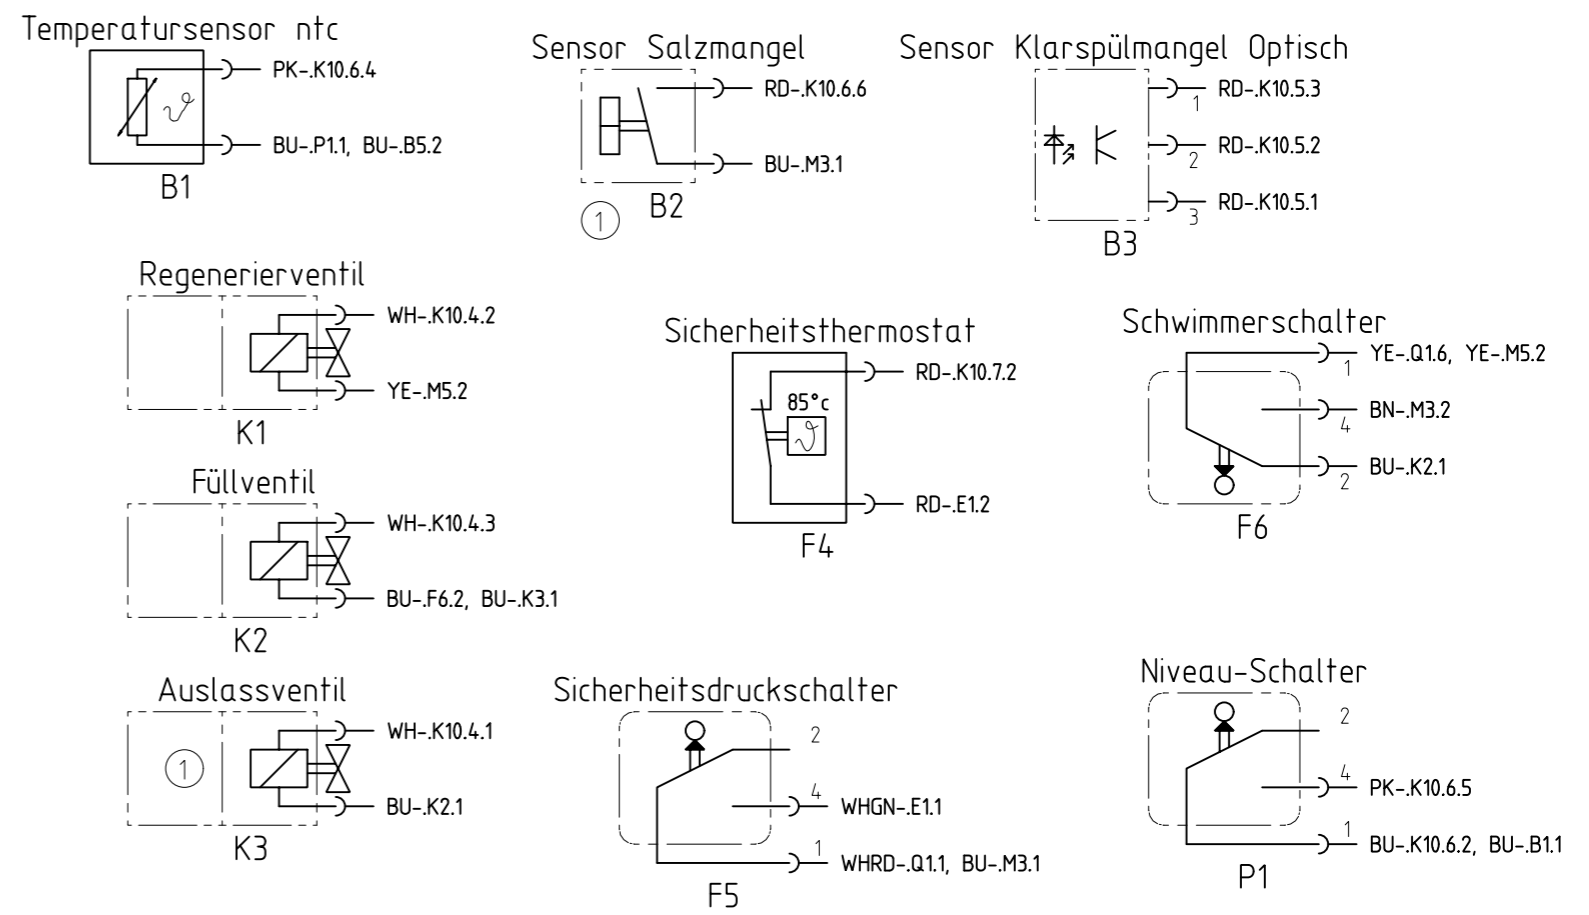 Temperatursensor ntc
PK-.K10.6.4
BU-.P1.1, BU-.B5.2
B1
Sensor Salzmangel
RD-.K10.6.6
BU-.M3.1
B2
1
Sensor Klarspülmangel Optisch
1 RD-.K10.5.3
2 RD-.K10.5.2
3 RD-.K10.5.1
B3
Regenerierventil
WH-.K10.4.2
YE-.M5.2
K1
Sicherheitsthermostat
RD-.K10.7.2
85°c
RD-.E1.2
F4
Schwimmerschalter
1 YE-.Q1.6, YE-.M5.2
4 BN-.M3.2
2 BU-.K2.1
F6
Füllventil
WH-.K10.4.3
BU-.F6.2, BU-.K3.1
K2
Auslassventil
WH-.K10.4.1
1
BU-.K2.1
K3
Sicherheitsdruckschalter
2
4 WHGN-.E1.1
1 WHRD-.Q1.1, BU-.M3.1
F5
Niveau-Schalter
2
4 PK-.K10.6.5
1 BU-.K10.6.2, BU-.B1.1
P1